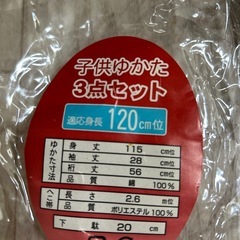 子供ゆかた
3点セット
適応身長 120cm位
ゆかた寸法
身丈 115 cm位
袖丈 28 cm位
裄丈 56 cm位
品質 綿 100%
へこ帯
長さ 2.6 m位
品質 ポリエステル 100%
下駄 20 cm